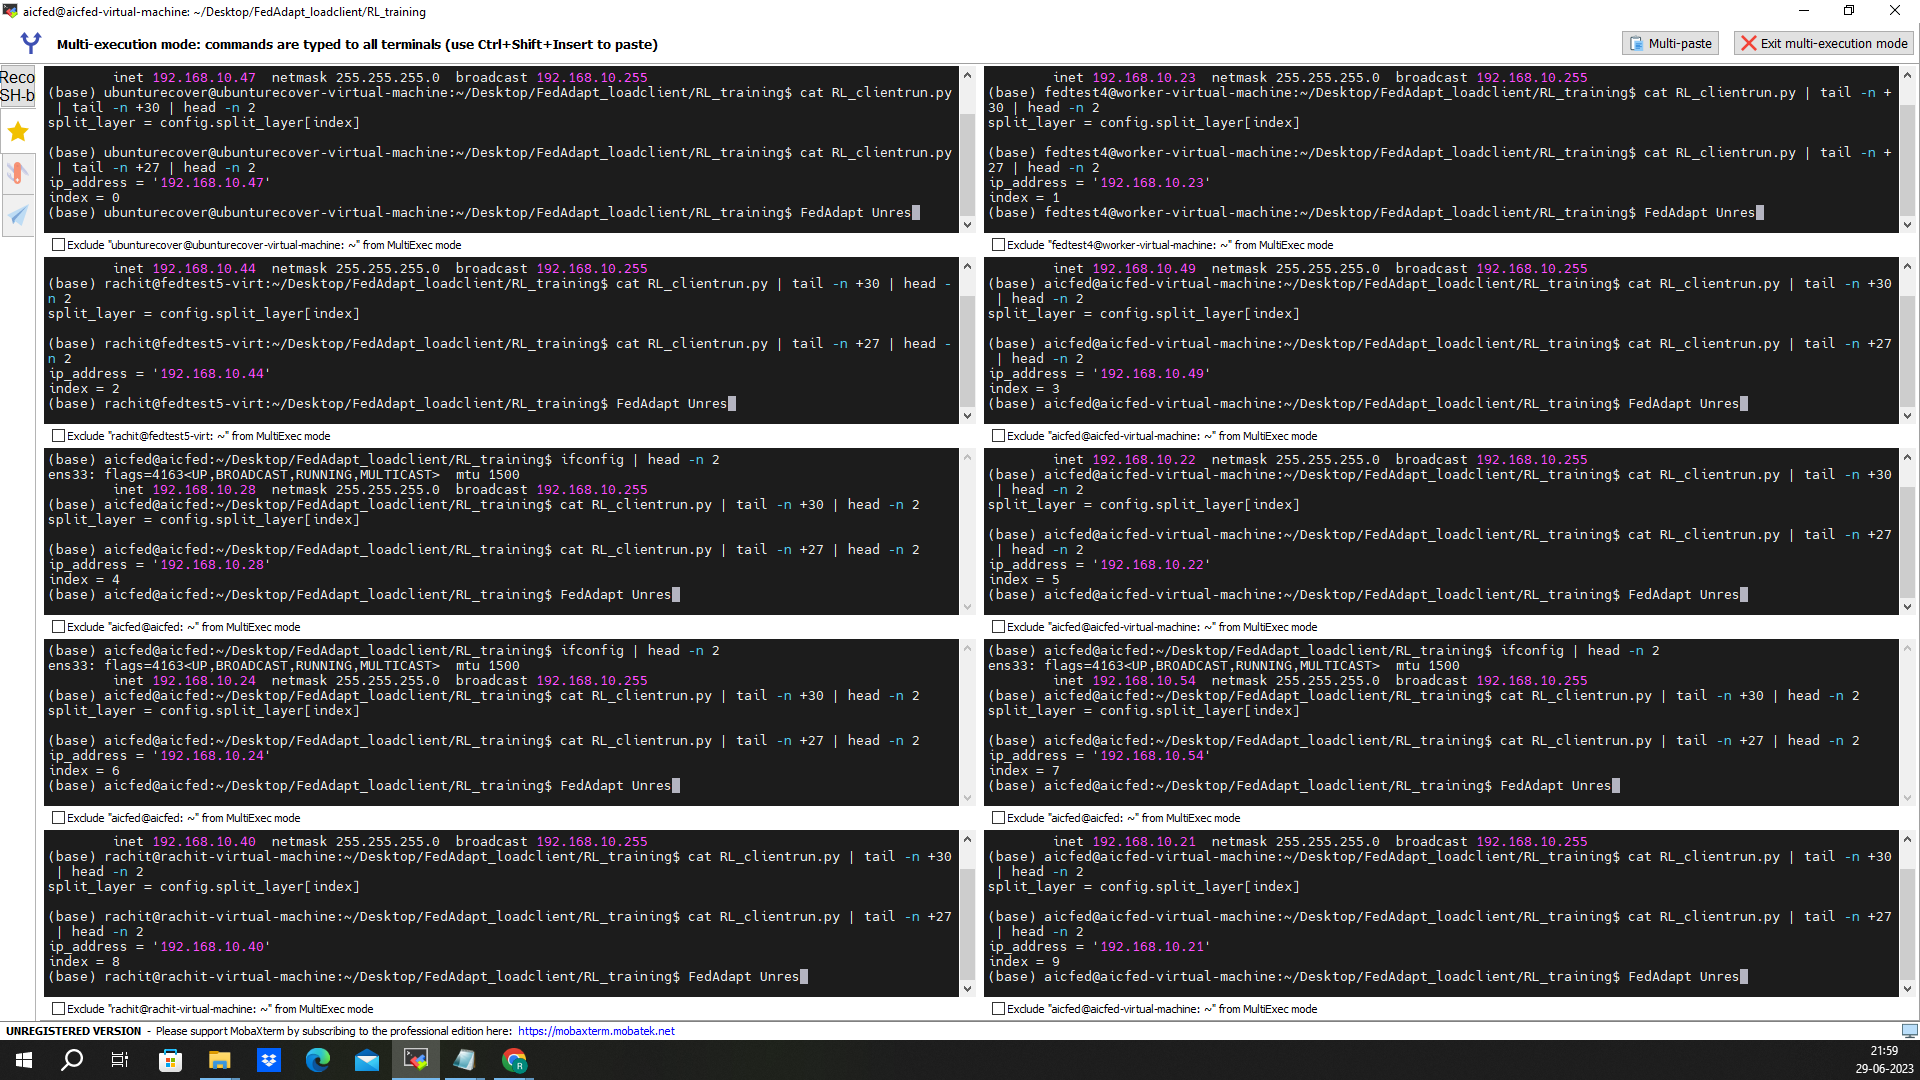 aicfed@aicfed-virtual-machine: ~/Desktop/FedAdapt_loadclient/RL_training
Multi-execution mode: commands are typed to all terminals (use Ctrl+Shift+Insert to paste)
Multi-paste
Exit multi-execution mode
Reco
SH-b
inet 192.168.10.47  netmask 255.255.255.0  broadcast 192.168.10.255
(base) ubunturecover@ubunturecover-virtual-machine:~/Desktop/FedAdapt_loadclient/RL_training$ cat RL_clientrun.py
| tail -n +30 | head -n 2
split_layer = config.split_layer[index]
(base) ubunturecover@ubunturecover-virtual-machine:~/Desktop/FedAdapt_loadclient/RL_training$ cat RL_clientrun.py
| tail -n +27 | head -n 2
ip_address = '192.168.10.47'
index = 0
(base) ubunturecover@ubunturecover-virtual-machine:~/Desktop/FedAdapt_loadclient/RL_training$ FedAdapt Unres
Exclude "ubunturecover@ubunturecover-virtual-machine: ~" from MultiExec mode
inet 192.168.10.23  netmask 255.255.255.0  broadcast 192.168.10.255
(base) fedtest4@worker-virtual-machine:~/Desktop/FedAdapt_loadclient/RL_training$ cat RL_clientrun.py | tail -n +
30 | head -n 2
split_layer = config.split_layer[index]
(base) fedtest4@worker-virtual-machine:~/Desktop/FedAdapt_loadclient/RL_training$ cat RL_clientrun.py | tail -n +
27 | head -n 2
ip_address = '192.168.10.23'
index = 1
(base) fedtest4@worker-virtual-machine:~/Desktop/FedAdapt_loadclient/RL_training$ FedAdapt Unres
Exclude "fedtest4@worker-virtual-machine: ~" from MultiExec mode
inet 192.168.10.44  netmask 255.255.255.0  broadcast 192.168.10.255
(base) rachit@fedtest5-virt:~/Desktop/FedAdapt_loadclient/RL_training$ cat RL_clientrun.py | tail -n +30 | head -
n 2
split_layer = config.split_layer[index]
(base) rachit@fedtest5-virt:~/Desktop/FedAdapt_loadclient/RL_training$ cat RL_clientrun.py | tail -n +27 | head -
n 2
ip_address = '192.168.10.44'
index = 2
(base) rachit@fedtest5-virt:~/Desktop/FedAdapt_loadclient/RL_training$ FedAdapt Unres
Exclude "rachit@fedtest5-virt: ~" from MultiExec mode
inet 192.168.10.49  netmask 255.255.255.0  broadcast 192.168.10.255
(base) aicfed@aicfed-virtual-machine:~/Desktop/FedAdapt_loadclient/RL_training$ cat RL_clientrun.py | tail -n +30
| head -n 2
split_layer = config.split_layer[index]
(base) aicfed@aicfed-virtual-machine:~/Desktop/FedAdapt_loadclient/RL_training$ cat RL_clientrun.py | tail -n +27
| head -n 2
ip_address = '192.168.10.49'
index = 3
(base) aicfed@aicfed-virtual-machine:~/Desktop/FedAdapt_loadclient/RL_training$ FedAdapt Unres
Exclude "aicfed@aicfed-virtual-machine: ~" from MultiExec mode
(base) aicfed@aicfed:~/Desktop/FedAdapt_loadclient/RL_training$ ifconfig | head -n 2
ens33: flags=4163<UP,BROADCAST,RUNNING,MULTICAST>  mtu 1500
inet 192.168.10.28  netmask 255.255.255.0  broadcast 192.168.10.255
(base) aicfed@aicfed:~/Desktop/FedAdapt_loadclient/RL_training$ cat RL_clientrun.py | tail -n +30 | head -n 2
split_layer = config.split_layer[index]
(base) aicfed@aicfed:~/Desktop/FedAdapt_loadclient/RL_training$ cat RL_clientrun.py | tail -n +27 | head -n 2
ip_address = '192.168.10.28'
index = 4
(base) aicfed@aicfed:~/Desktop/FedAdapt_loadclient/RL_training$ FedAdapt Unres
Exclude "aicfed@aicfed: ~" from MultiExec mode
inet 192.168.10.22  netmask 255.255.255.0  broadcast 192.168.10.255
(base) aicfed@aicfed-virtual-machine:~/Desktop/FedAdapt_loadclient/RL_training$ cat RL_clientrun.py | tail -n +30
| head -n 2
split_layer = config.split_layer[index]
(base) aicfed@aicfed-virtual-machine:~/Desktop/FedAdapt_loadclient/RL_training$ cat RL_clientrun.py | tail -n +27
| head -n 2
ip_address = '192.168.10.22'
index = 5
(base) aicfed@aicfed-virtual-machine:~/Desktop/FedAdapt_loadclient/RL_training$ FedAdapt Unres
Exclude "aicfed@aicfed-virtual-machine: ~" from MultiExec mode
(base) aicfed@aicfed:~/Desktop/FedAdapt_loadclient/RL_training$ ifconfig | head -n 2
ens33: flags=4163<UP,BROADCAST,RUNNING,MULTICAST>  mtu 1500
inet 192.168.10.24  netmask 255.255.255.0  broadcast 192.168.10.255
(base) aicfed@aicfed:~/Desktop/FedAdapt_loadclient/RL_training$ cat RL_clientrun.py | tail -n +30 | head -n 2
split_layer = config.split_layer[index]
(base) aicfed@aicfed:~/Desktop/FedAdapt_loadclient/RL_training$ cat RL_clientrun.py | tail -n +27 | head -n 2
ip_address = '192.168.10.24'
index = 6
(base) aicfed@aicfed:~/Desktop/FedAdapt_loadclient/RL_training$ FedAdapt Unres
Exclude "aicfed@aicfed: ~" from MultiExec mode
(base) aicfed@aicfed:~/Desktop/FedAdapt_loadclient/RL_training$ ifconfig | head -n 2
ens33: flags=4163<UP,BROADCAST,RUNNING,MULTICAST>  mtu 1500
inet 192.168.10.54  netmask 255.255.255.0  broadcast 192.168.10.255
(base) aicfed@aicfed:~/Desktop/FedAdapt_loadclient/RL_training$ cat RL_clientrun.py | tail -n +30 | head -n 2
split_layer = config.split_layer[index]
(base) aicfed@aicfed:~/Desktop/FedAdapt_loadclient/RL_training$ cat RL_clientrun.py | tail -n +27 | head -n 2
ip_address = '192.168.10.54'
index = 7
(base) aicfed@aicfed:~/Desktop/FedAdapt_loadclient/RL_training$ FedAdapt Unres
Exclude "aicfed@aicfed: ~" from MultiExec mode
inet 192.168.10.40  netmask 255.255.255.0  broadcast 192.168.10.255
(base) rachit@rachit-virtual-machine:~/Desktop/FedAdapt_loadclient/RL_training$ cat RL_clientrun.py | tail -n +30
| head -n 2
split_layer = config.split_layer[index]
(base) rachit@rachit-virtual-machine:~/Desktop/FedAdapt_loadclient/RL_training$ cat RL_clientrun.py | tail -n +27
| head -n 2
ip_address = '192.168.10.40'
index = 8
(base) rachit@rachit-virtual-machine:~/Desktop/FedAdapt_loadclient/RL_training$ FedAdapt Unres
Exclude "rachit@rachit-virtual-machine: ~" from MultiExec mode
inet 192.168.10.21  netmask 255.255.255.0  broadcast 192.168.10.255
(base) aicfed@aicfed-virtual-machine:~/Desktop/FedAdapt_loadclient/RL_training$ cat RL_clientrun.py | tail -n +30
| head -n 2
split_layer = config.split_layer[index]
(base) aicfed@aicfed-virtual-machine:~/Desktop/FedAdapt_loadclient/RL_training$ cat RL_clientrun.py | tail -n +27
| head -n 2
ip_address = '192.168.10.21'
index = 9
(base) aicfed@aicfed-virtual-machine:~/Desktop/FedAdapt_loadclient/RL_training$ FedAdapt Unres
Exclude "aicfed@aicfed-virtual-machine: ~" from MultiExec mode
UNREGISTERED VERSION - Please support MobaXterm by subscribing to the professional edition here: https://mobaxterm.mobatek.net
R
21:59
29-06-2023